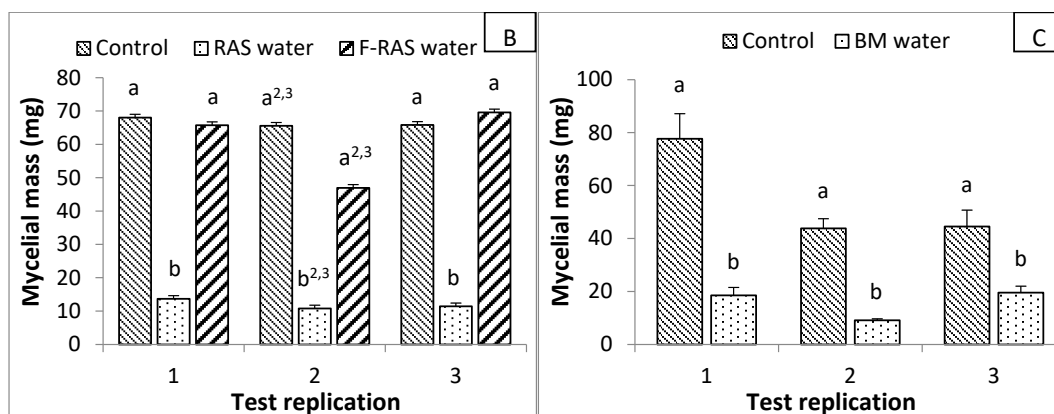 B
Control RAS water F-RAS water
Mycelial mass (mg)
80
70
60
50
40
30
20
10
0
a a a2,3 a a
a2,3
b b2,3 b
1 2 3
Test replication
C
Control BM water
Mycelial mass (mg)
100
80
60
40
20
0
a
a a
b b b
1 2 3
Test replication